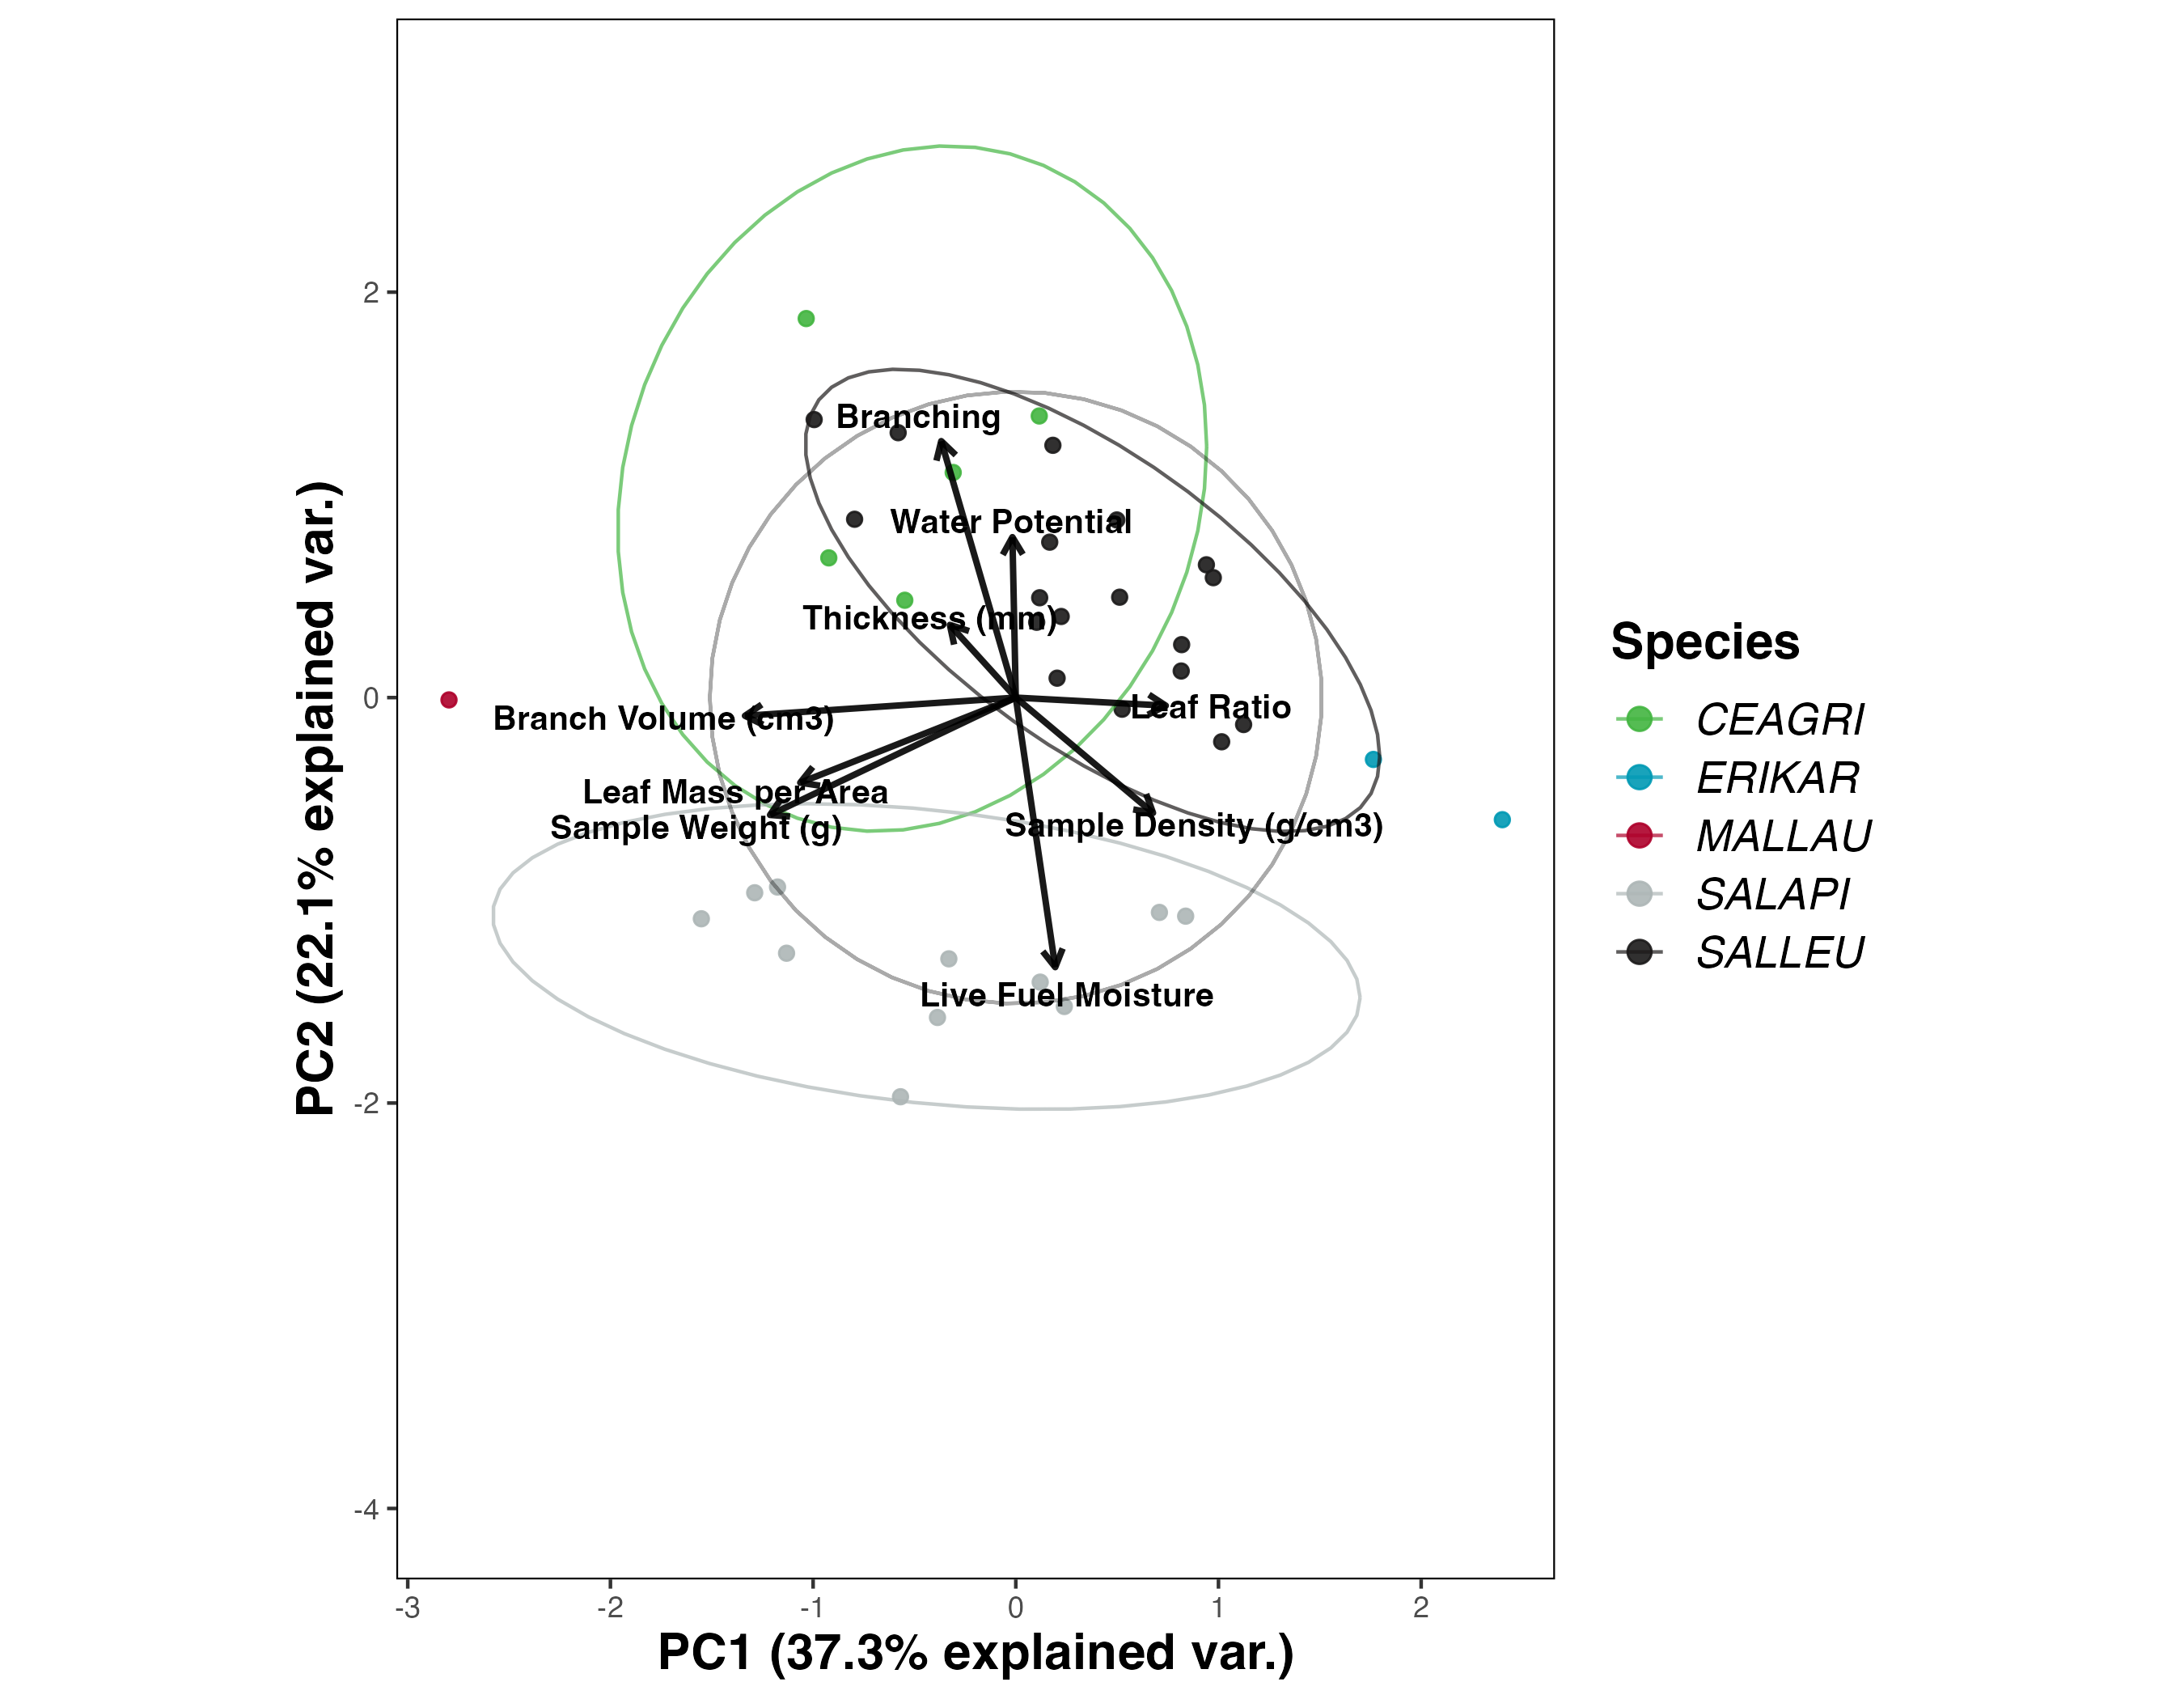 2
0
-2
-4
-3
-2
-1
0
1
2
PC2 (22.1% explained var.)
PC1 (37.3% explained var.)
Branching
Water Potential
Thickness (mm)
Branch Volume (cm3)
Leaf Ratio
Leaf Mass per Area
Sample Weight (g)
Sample Density (g/cm3)
Live Fuel Moisture
Species
CEAGRI
ERIKAR
MALLAU
SALAPI
SALLEU